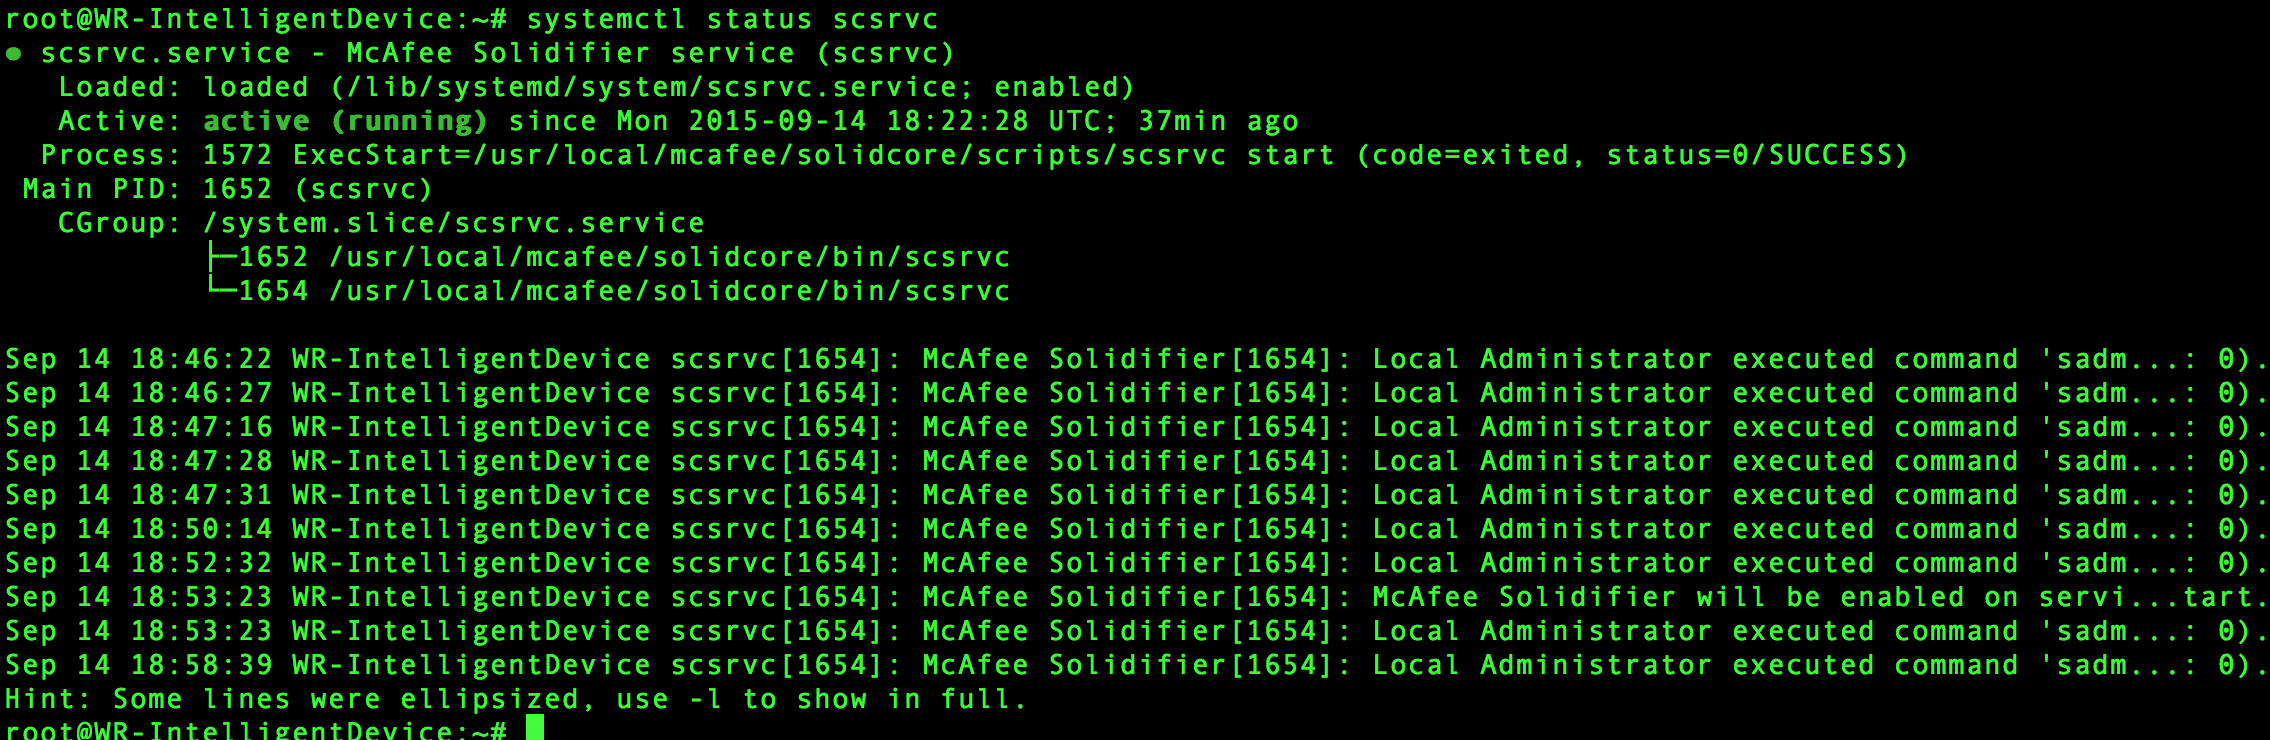 root@WR-IntelligentDevice:~# systemctl status scsrvc
● scsrvc.service - McAfee Solidifier service (scsrvc)
   Loaded: loaded (/lib/systemd/system/scsrvc.service; enabled)
   Active: active (running) since Mon 2015-09-14 18:22:28 UTC; 37min ago
  Process: 1572 ExecStart=/usr/local/mcafee/solidcore/scripts/scsrvc start (code=exited, status=0/SUCCESS)
 Main PID: 1652 (scsrvc)
   CGroup: /system.slice/scsrvc.service
           ├─1652 /usr/local/mcafee/solidcore/bin/scsrvc
           └─1654 /usr/local/mcafee/solidcore/bin/scsrvc

Sep 14 18:46:22 WR-IntelligentDevice scsrvc[1654]: McAfee Solidifier[1654]: Local Administrator executed command 'sadm...: 0).
Sep 14 18:46:27 WR-IntelligentDevice scsrvc[1654]: McAfee Solidifier[1654]: Local Administrator executed command 'sadm...: 0).
Sep 14 18:47:16 WR-IntelligentDevice scsrvc[1654]: McAfee Solidifier[1654]: Local Administrator executed command 'sadm...: 0).
Sep 14 18:47:28 WR-IntelligentDevice scsrvc[1654]: McAfee Solidifier[1654]: Local Administrator executed command 'sadm...: 0).
Sep 14 18:47:31 WR-IntelligentDevice scsrvc[1654]: McAfee Solidifier[1654]: Local Administrator executed command 'sadm...: 0).
Sep 14 18:50:14 WR-IntelligentDevice scsrvc[1654]: McAfee Solidifier[1654]: Local Administrator executed command 'sadm...: 0).
Sep 14 18:52:32 WR-IntelligentDevice scsrvc[1654]: McAfee Solidifier[1654]: Local Administrator executed command 'sadm...: 0).
Sep 14 18:53:23 WR-IntelligentDevice scsrvc[1654]: McAfee Solidifier[1654]: McAfee Solidifier will be enabled on servi...tart.
Sep 14 18:53:23 WR-IntelligentDevice scsrvc[1654]: McAfee Solidifier[1654]: Local Administrator executed command 'sadm...: 0).
Sep 14 18:58:39 WR-IntelligentDevice scsrvc[1654]: McAfee Solidifier[1654]: Local Administrator executed command 'sadm...: 0).
Hint: Some lines were ellipsized, use -l to show in full.
root@WR-IntelligentDevice:~#